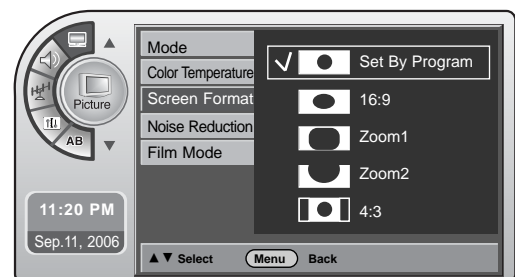 Picture
AB
11:20 PM
Sep.11, 2006
Mode
Color Temperature
Screen Format
Noise Reduction
Film Mode
Set By Program
16:9
Zoom1
Zoom2
4:3
▲▼ Select Menu Back